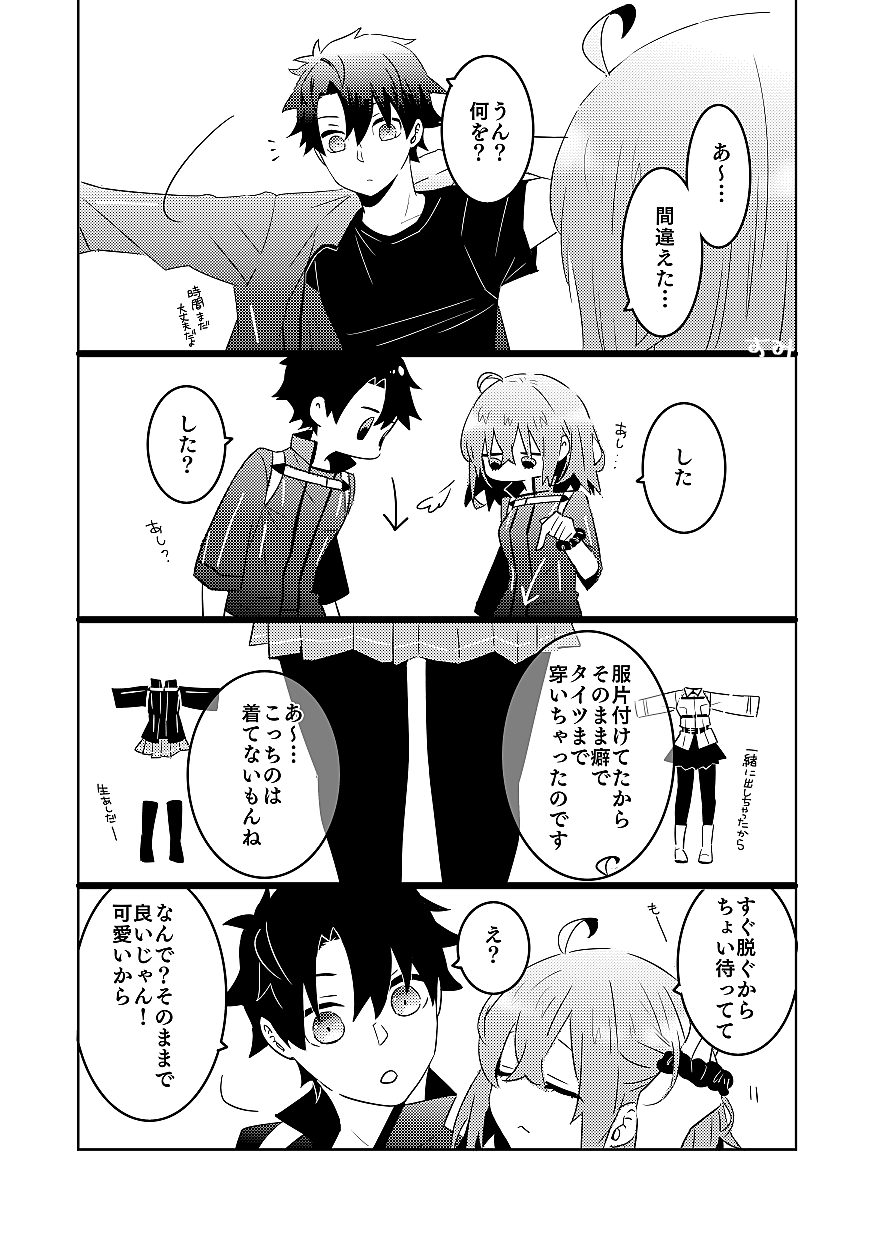 あ〜…
間違えた…
うん?
何を?
時間まだ
大丈夫だよ
すみ
した
あし…
した?
あし?
服片付けてたから
そのまま癖で
タイツまで
穿いちゃったのです
一緒に出しちゃったから
あ〜…
こっちのは
着てないもんね
生あしだー
すぐ脱ぐから
ちょい待ってて
もー
え?
なんで?そのままで
良いじゃん!
可愛いから